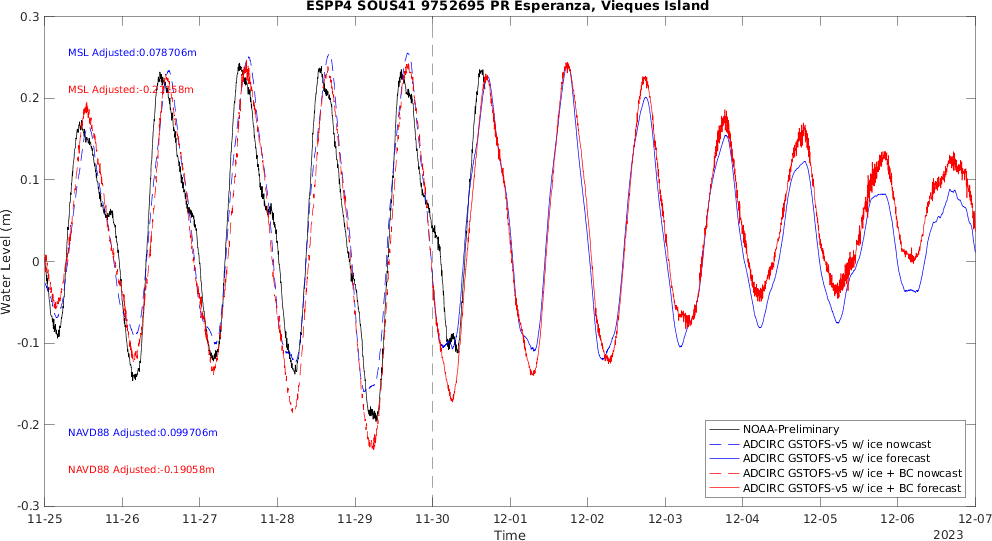 ESPP4 SOUS41 9752695 PR Esperanza, Vieques Island
0.3
0.2
0.1
0
-0.1
-0.2
-0.3
Water Level (m)
MSL Adjusted:0.078706m
NAVD88 Adjusted:0.099706m
NAVD88 Adjusted:-0.19058m
NOAA-Preliminary
ADCIRC GSTOFS-v5 w/ ice nowcast
ADCIRC GSTOFS-v5 w/ ice forecast
ADCIRC GSTOFS-v5 w/ ice + BC nowcast
ADCIRC GSTOFS-v5 w/ ice + BC forecast
11-25 11-26 11-27 11-28 11-29 11-30 12-01 12-02 12-03 12-04 12-05 12-06 12-07
Time
2023
MSL Adjusted: